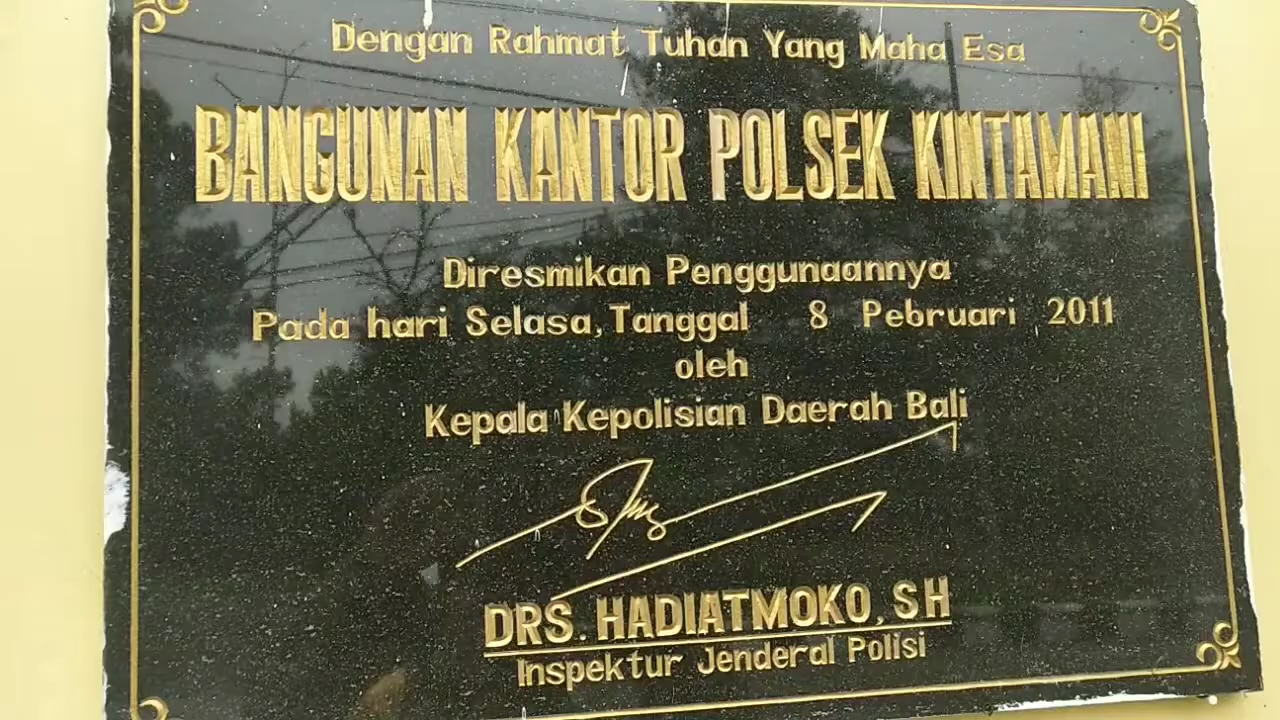 Dengan Rahmat Tuhan Yang Maha Esa
BANGUNAN KANTOR POLSEK KINTAMANI
Diresmikan Penggunaannya
Pada hari Selasa, Tanggal 8 Pebruari 2011
oleh
Kepala Kepolisian Daerah Bali
DRS. HADIATMOKO, SH
Inspektur Jenderal Polisi